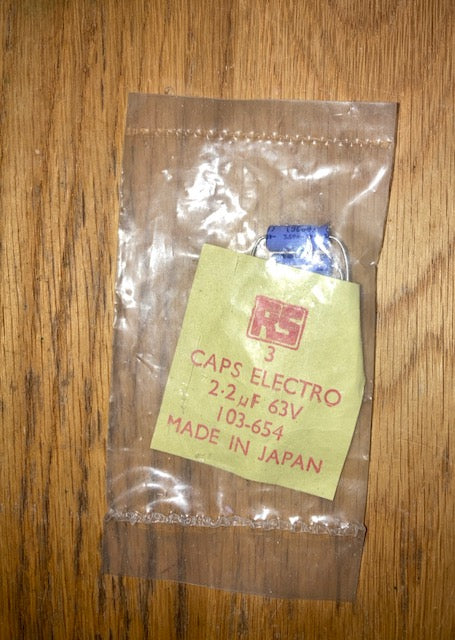 RS
3
CAPS ELECTRO
2·2µF 63V
103-654
MADE IN JAPAN